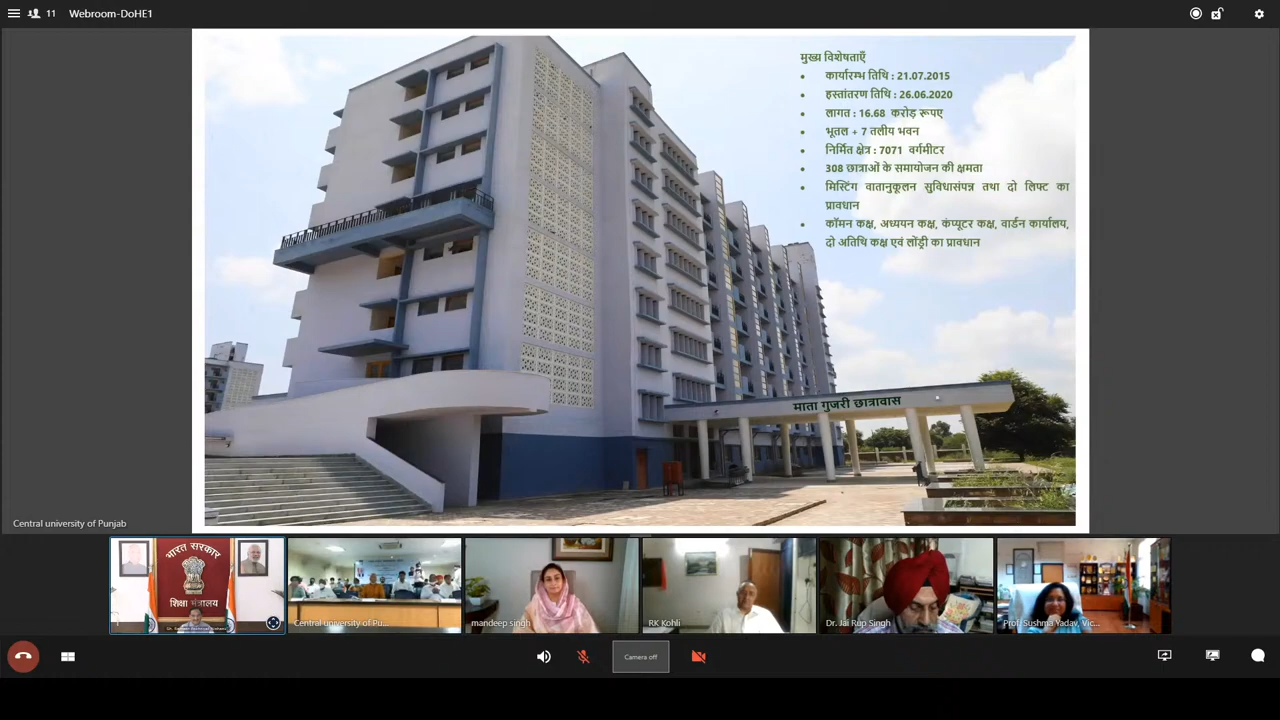 11 Webroom-DoHE1
मुख्य विशेषताएँ
• कार्यारम्भ तिथि : 21.07.2015
• हस्तांतरण तिथि : 26.06.2020
• लागत : 16.68 करोड़ रूपए
• भूतल + 7 तलीय भवन
• निर्मित क्षेत्र : 7071 वर्गमीटर
• 308 छात्राओं के समायोजन की क्षमता
• मिस्टिंग वातानुकूलन सुविधासंपन्न तथा दो लिफ्ट का
प्रावधान
• कॉमन कक्ष, अध्ययन कक्ष, कंप्यूटर कक्ष, वार्डन कार्यालय,
दो अतिथि कक्ष एवं लोंड्री का प्रावधान
माता गुजरी छात्रावास
Central university of Punjab
भारत सरकार
शिक्षा मंत्रालय
Central university of Pu...
mandeep singh
RK Kohli
Dr. Jai Rup Singh
Prof. Sushma Yadav, Vic...
Camera off